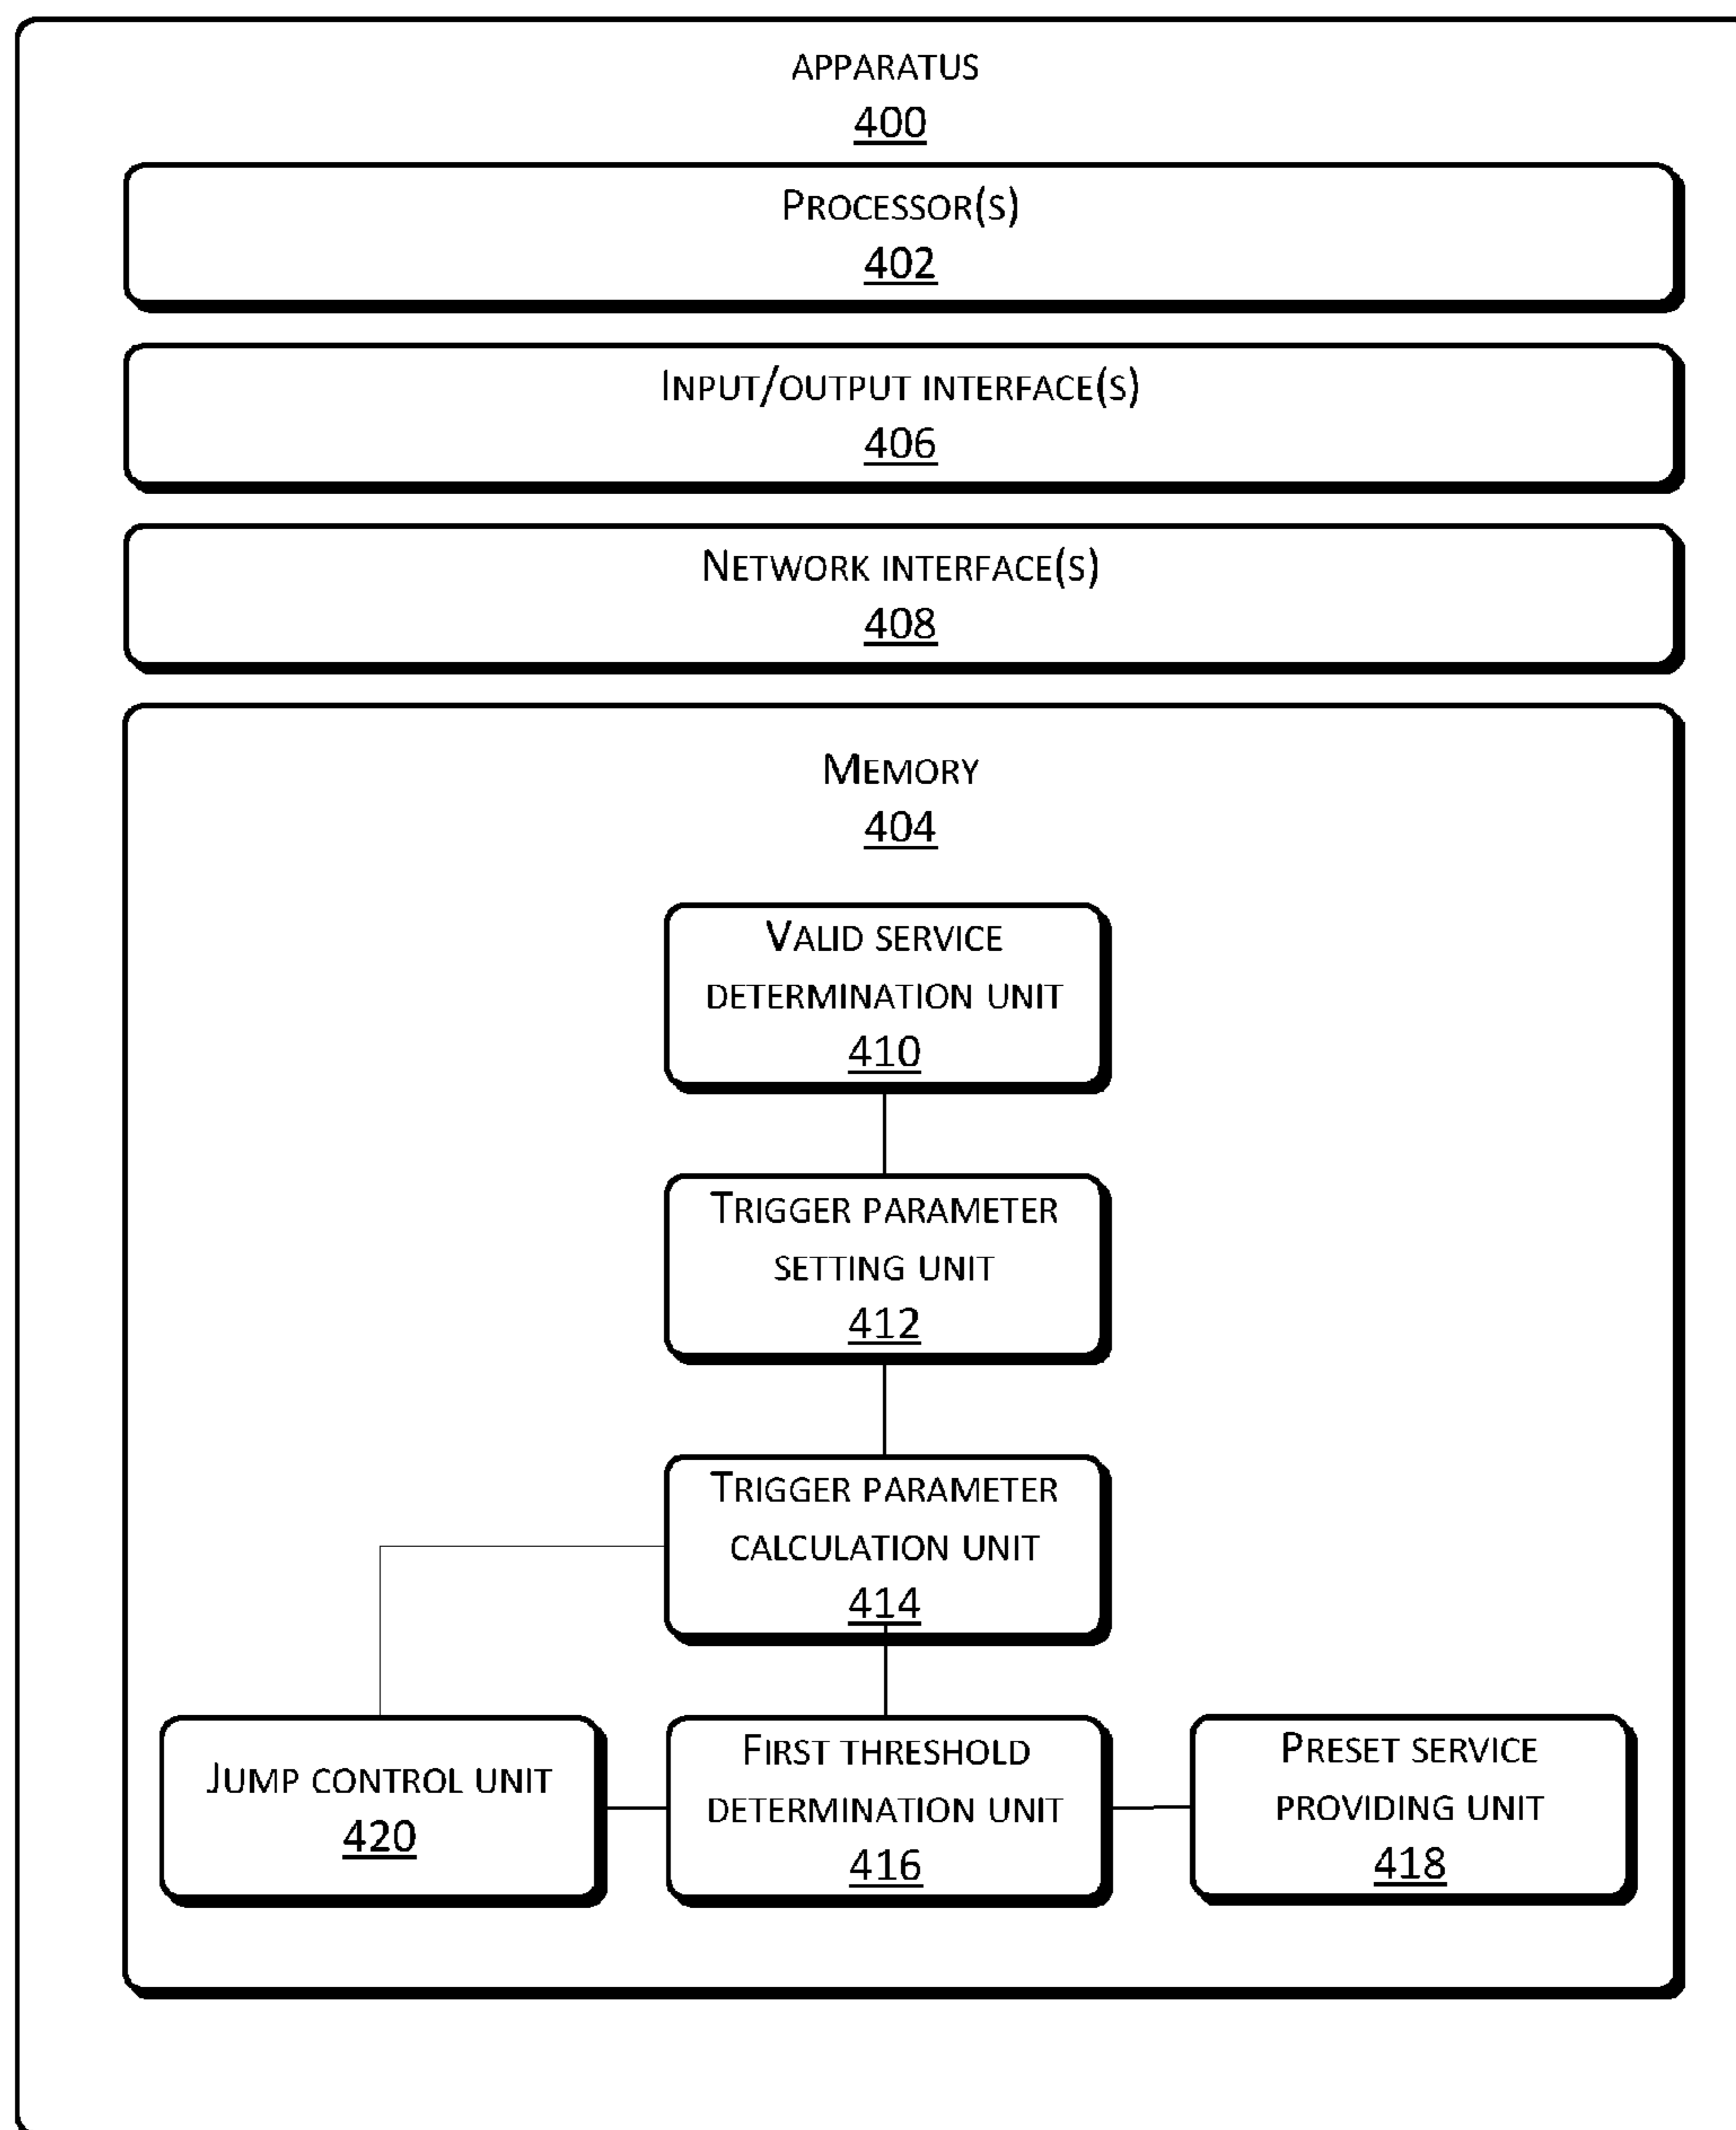 APPARATUS
400
PROCESSOR(S)
402
INPUT/OUTPUT INTERFACE(S)
406
NETWORK INTERFACE(S)
408
MEMORY
404
VALID SERVICE
DETERMINATION UNIT
410
TRIGGER PARAMETER
SETTING UNIT
412
TRIGGER PARAMETER
CALCULATION UNIT
414
JUMP CONTROL UNIT
420
FIRST THRESHOLD
DETERMINATION UNIT
416
PRESET SERVICE
PROVIDING UNIT
418